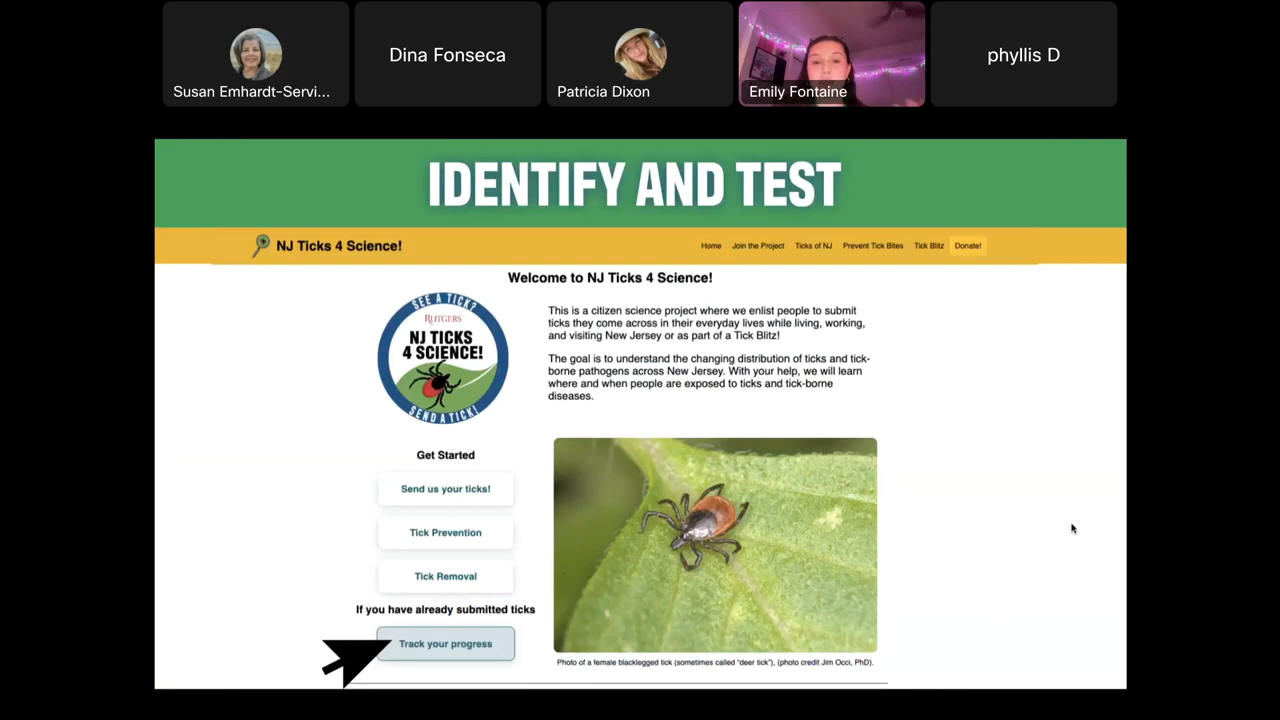 Susan Emhardt-Servi...
Dina Fonseca
Patricia Dixon
Emily Fontaine
phyllis D
IDENTIFY AND TEST
NJ Ticks 4 Science!
Home
Join the Project
Ticks of NJ
Prevent Tick Bites
Tick Blitz
Donate!
Welcome to NJ Ticks 4 Science!
SEE A TICK?
RUTGERS
NJ TICKS
4 SCIENCE!
SEND A TICK!
This is a citizen science project where we enlist people to submit
ticks they come across in their everyday lives while living, working,
and visiting New Jersey or as part of a Tick Blitz!
The goal is to understand the changing distribution of ticks and tick-
borne pathogens across New Jersey. With your help, we will learn
where and when people are exposed to ticks and tick-borne
diseases.
Get Started
Send us your ticks!
Tick Prevention
Tick Removal
If you have already submitted ticks
Track your progress
Photo of a female blacklegged tick (sometimes called "deer tick"), (photo credit Jim Occi, PhD).